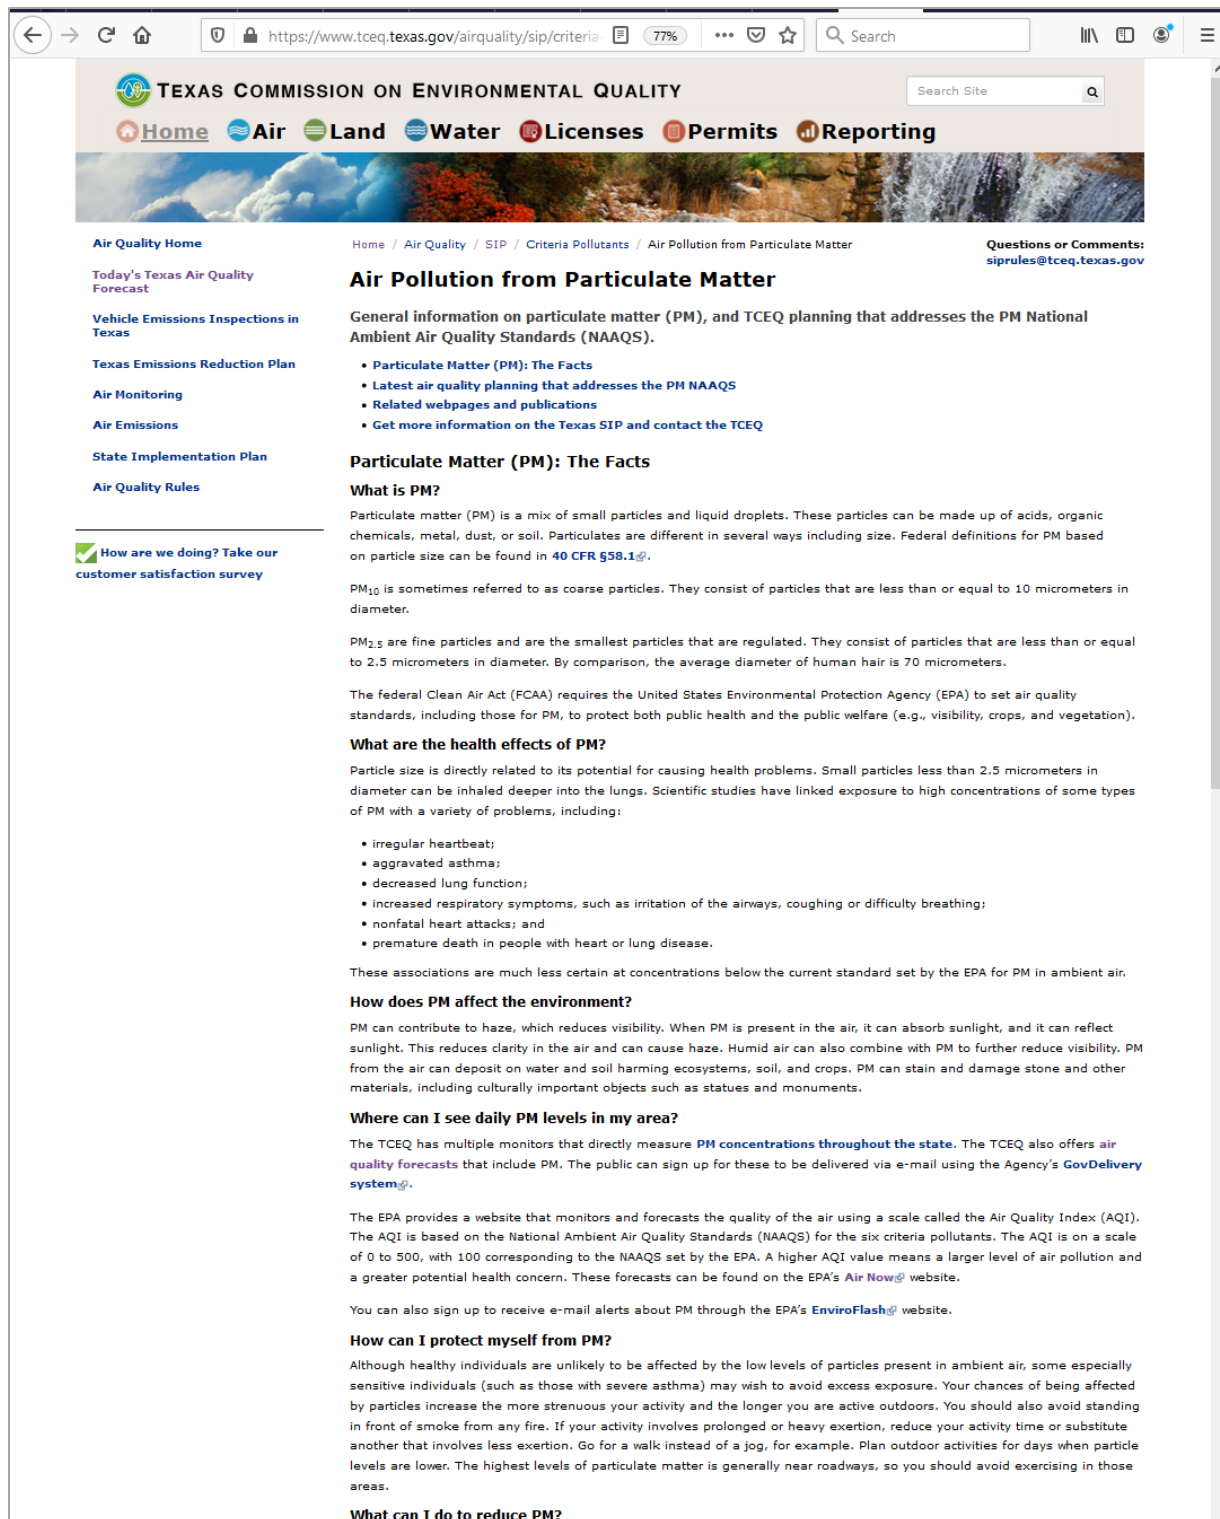 https://www.tceq.texas.gov/airquality/sip/criteria-
77%
Search
TEXAS COMMISSION ON ENVIRONMENTAL QUALITY
Search Site
Home Air Land Water Licenses Permits Reporting
Air Quality Home
Today's Texas Air Quality
Forecast
Vehicle Emissions Inspections in
Texas
Texas Emissions Reduction Plan
Air Monitoring
Air Emissions
State Implementation Plan
Air Quality Rules
How are we doing? Take our
customer satisfaction survey
Home / Air Quality / SIP / Criteria Pollutants / Air Pollution from Particulate Matter
Questions or Comments:
siprules@tceq.texas.gov
Air Pollution from Particulate Matter
General information on particulate matter (PM), and TCEQ planning that addresses the PM National
Ambient Air Quality Standards (NAAQS).
• Particulate Matter (PM): The Facts
• Latest air quality planning that addresses the PM NAAQS
• Related webpages and publications
• Get more information on the Texas SIP and contact the TCEQ
Particulate Matter (PM): The Facts
What is PM?
Particulate matter (PM) is a mix of small particles and liquid droplets. These particles can be made up of acids, organic
chemicals, metal, dust, or soil. Particulates are different in several ways including size. Federal definitions for PM based
on particle size can be found in 40 CFR §58.1.
PM10 is sometimes referred to as coarse particles. They consist of particles that are less than or equal to 10 micrometers in
diameter.
PM2.5 are fine particles and are the smallest particles that are regulated. They consist of particles that are less than or equal
to 2.5 micrometers in diameter. By comparison, the average diameter of human hair is 70 micrometers.
The federal Clean Air Act (FCAA) requires the United States Environmental Protection Agency (EPA) to set air quality
standards, including those for PM, to protect both public health and the public welfare (e.g., visibility, crops, and vegetation).
What are the health effects of PM?
Particle size is directly related to its potential for causing health problems. Small particles less than 2.5 micrometers in
diameter can be inhaled deeper into the lungs. Scientific studies have linked exposure to high concentrations of some types
of PM with a variety of problems, including:
• irregular heartbeat;
• aggravated asthma;
• decreased lung function;
• increased respiratory symptoms, such as irritation of the airways, coughing or difficulty breathing;
• nonfatal heart attacks; and
• premature death in people with heart or lung disease.
These associations are much less certain at concentrations below the current standard set by the EPA for PM in ambient air.
How does PM affect the environment?
PM can contribute to haze, which reduces visibility. When PM is present in the air, it can absorb sunlight, and it can reflect
sunlight. This reduces clarity in the air and can cause haze. Humid air can also combine with PM to further reduce visibility. PM
from the air can deposit on water and soil harming ecosystems, soil, and crops. PM can stain and damage stone and other
materials, including culturally important objects such as statues and monuments.
Where can I see daily PM levels in my area?
The TCEQ has multiple monitors that directly measure PM concentrations throughout the state. The TCEQ also offers air
quality forecasts that include PM. The public can sign up for these to be delivered via e-mail using the Agency's GovDelivery
system.
The EPA provides a website that monitors and forecasts the quality of the air using a scale called the Air Quality Index (AQI).
The AQI is based on the National Ambient Air Quality Standards (NAAQS) for the six criteria pollutants. The AQI is on a scale
of 0 to 500, with 100 corresponding to the NAAQS set by the EPA. A higher AQI value means a larger level of air pollution and
a greater potential health concern. These forecasts can be found on the EPA's Air Now website.
You can also sign up to receive e-mail alerts about PM through the EPA's EnviroFlash website.
How can I protect myself from PM?
Although healthy individuals are unlikely to be affected by the low levels of particles present in ambient air, some especially
sensitive individuals (such as those with severe asthma) may wish to avoid excess exposure. Your chances of being affected
by particles increase the more strenuous your activity and the longer you are active outdoors. You should also avoid standing
in front of smoke from any fire. If your activity involves prolonged or heavy exertion, reduce your activity time or substitute
another that involves less exertion. Go for a walk instead of a jog, for example. Plan outdoor activities for days when particle
levels are lower. The highest levels of particulate matter is generally near roadways, so you should avoid exercising in those
areas.
What can I do to reduce PM?